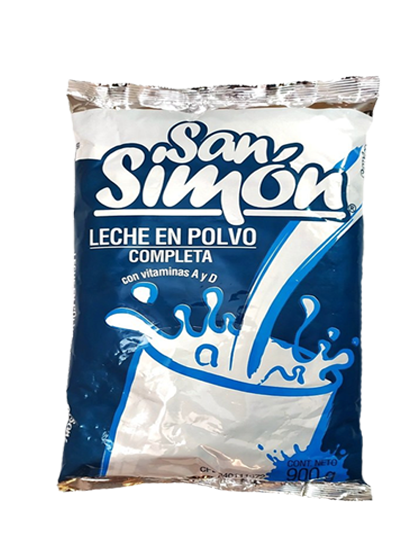 San
Simón®
LECHE EN POLVO
COMPLETA
con vitaminas A y D
CONT. NETO
900 g